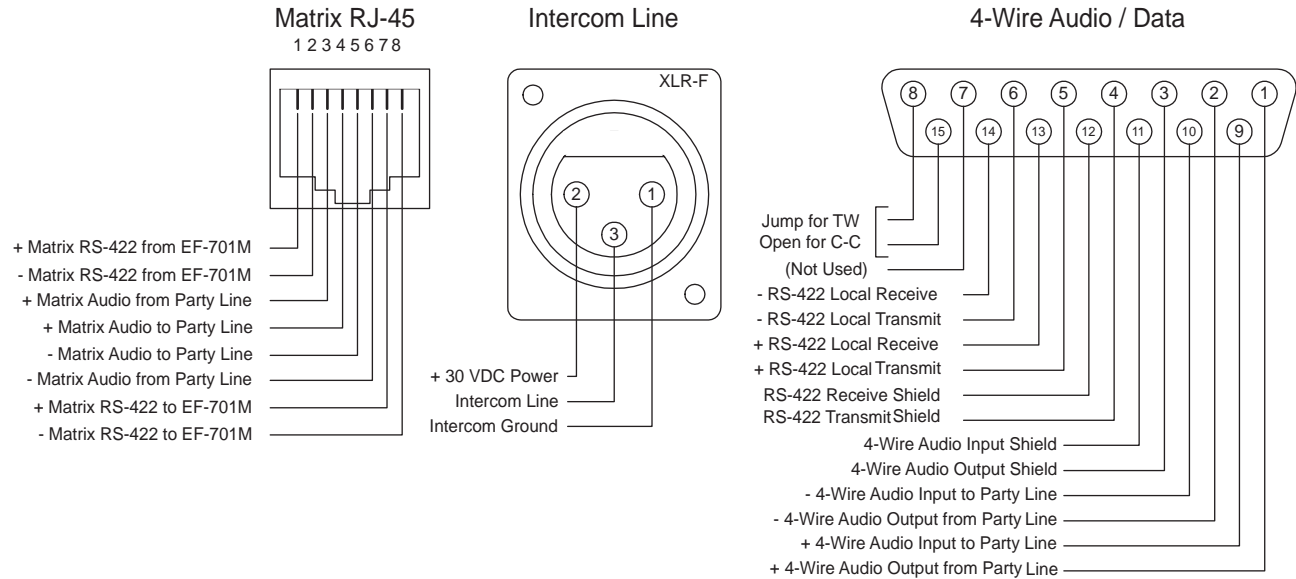 Matrix RJ-45
1 2 3 4 5 6 7 8
+ Matrix RS-422 from EF-701M
- Matrix RS-422 from EF-701M
+ Matrix Audio from Party Line
+ Matrix Audio to Party Line
- Matrix Audio to Party Line
- Matrix Audio from Party Line
+ Matrix RS-422 to EF-701M
- Matrix RS-422 to EF-701M
Intercom Line
XLR-F
2
1
3
+ 30 VDC Power
Intercom Line
Intercom Ground
4-Wire Audio / Data
8 7 6 5 4 3 2 1
15 14 13 12 11 10 9
Jump for TW
Open for C-C
(Not Used)
- RS-422 Local Receive
- RS-422 Local Transmit
+ RS-422 Local Receive
+ RS-422 Local Transmit
RS-422 Receive Shield
RS-422 Transmit Shield
4-Wire Audio Input Shield
4-Wire Audio Output Shield
- 4-Wire Audio Input to Party Line
- 4-Wire Audio Output from Party Line
+ 4-Wire Audio Input to Party Line
+ 4-Wire Audio Output from Party Line